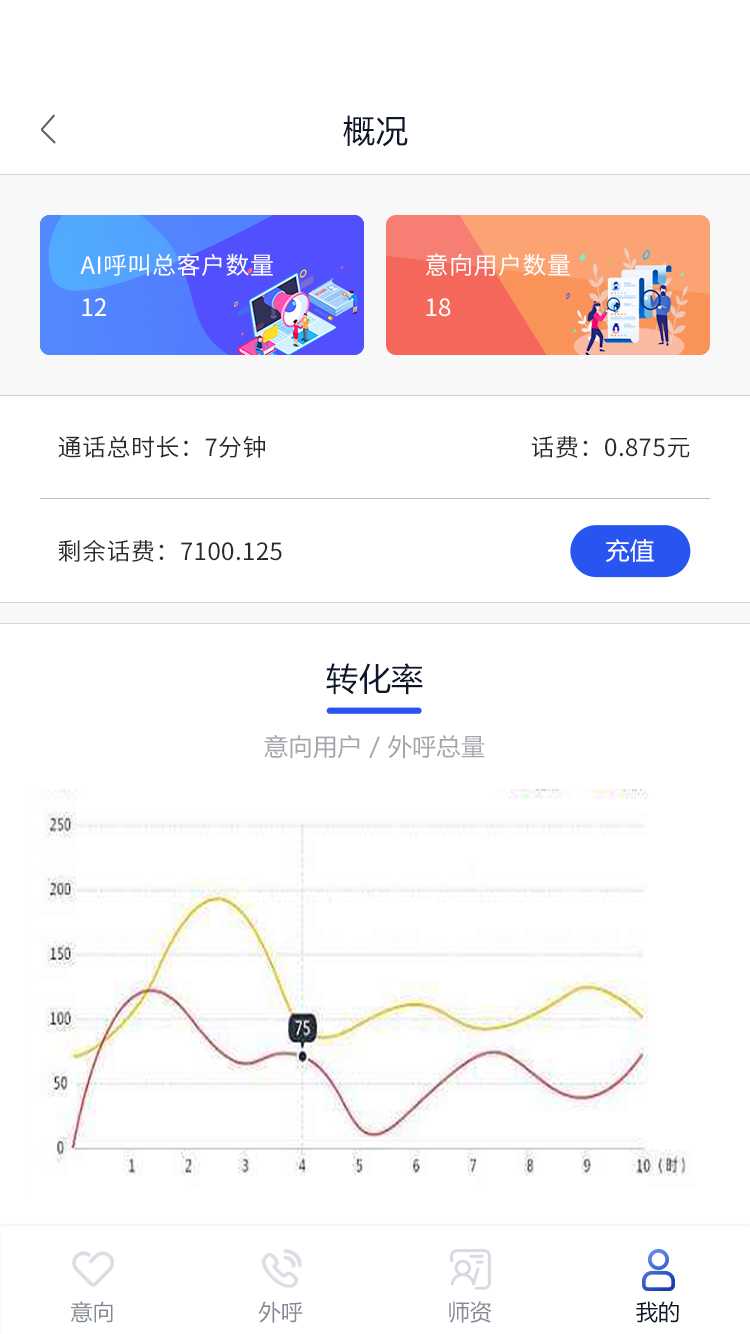 概况
AI呼叫总客户数量
12
意向用户数量
18
通话总时长：7分钟
话费：0.875元
剩余话费：7100.125
充值
转化率
意向用户 / 外呼总量
250
200
150
100
75
50
0
1 2 3 4 5 6 7 8 9 10 (时)
意向 外呼 师资 我的